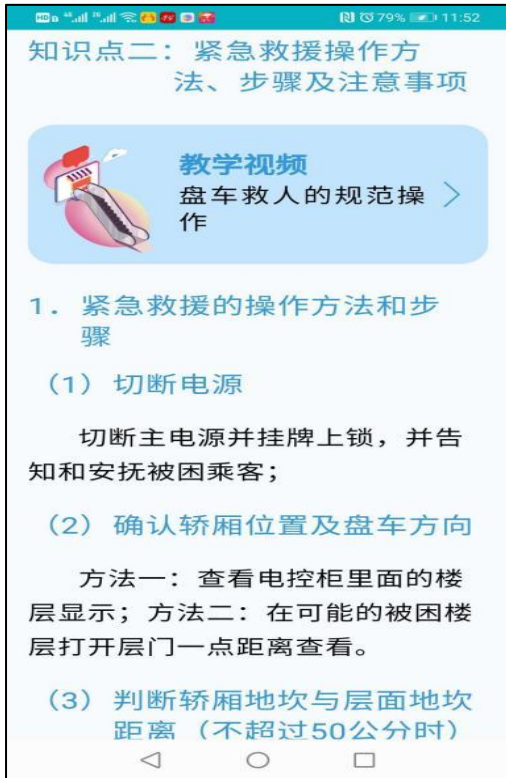 79% 11:52
知识点二：紧急救援操作方
法、步骤及注意事项
教学视频
盘车救人的规范操
作
1. 紧急救援的操作方法和步
骤
（1）切断电源
切断主电源并挂牌上锁，并告
知和安抚被困乘客；
（2）确认轿厢位置及盘车方向
方法一：查看电控柜里面的楼
层显示；方法二：在可能的被困楼
层打开层门一点距离查看。
（3）判断轿厢地坎与层面地坎
距离（不超过50公分时）